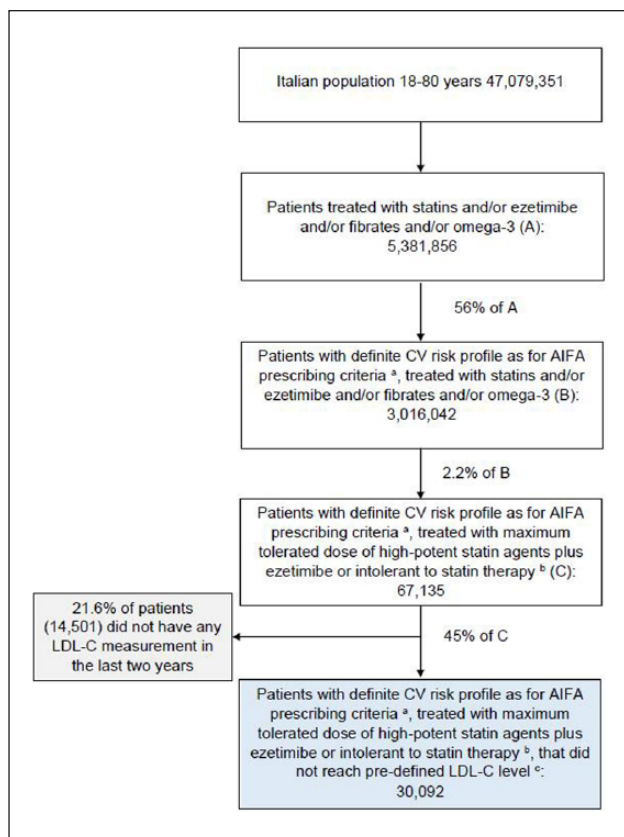 Italian population 18-80 years 47,079,351
Patients treated with statins and/or ezetimibe
and/or fibrates and/or omega-3 (A):
5,381,856
56% of A
Patients with definite CV risk profile as for AIFA
prescribing criteria ᵃ, treated with statins and/or
ezetimibe and/or fibrates and/or omega-3 (B):
3,016,042
2.2% of B
Patients with definite CV risk profile as for AIFA
prescribing criteria ᵃ, treated with maximum
tolerated dose of high-potent statin agents plus
ezetimibe or intolerant to statin therapy ᵇ (C):
67,135
21.6% of patients
(14,501) did not have any
LDL-C measurement in
the last two years
45% of C
Patients with definite CV risk profile as for AIFA
prescribing criteria ᵃ, treated with maximum
tolerated dose of high-potent statin agents plus
ezetimibe or intolerant to statin therapy ᵇ, that did
not reach pre-defined LDL-C level ᶜ:
30,092